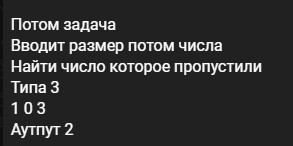 Потом задача
Вводит размер потом числа
Найти число которое пропустили
Типа 3
1 0 3
Аутпут 2